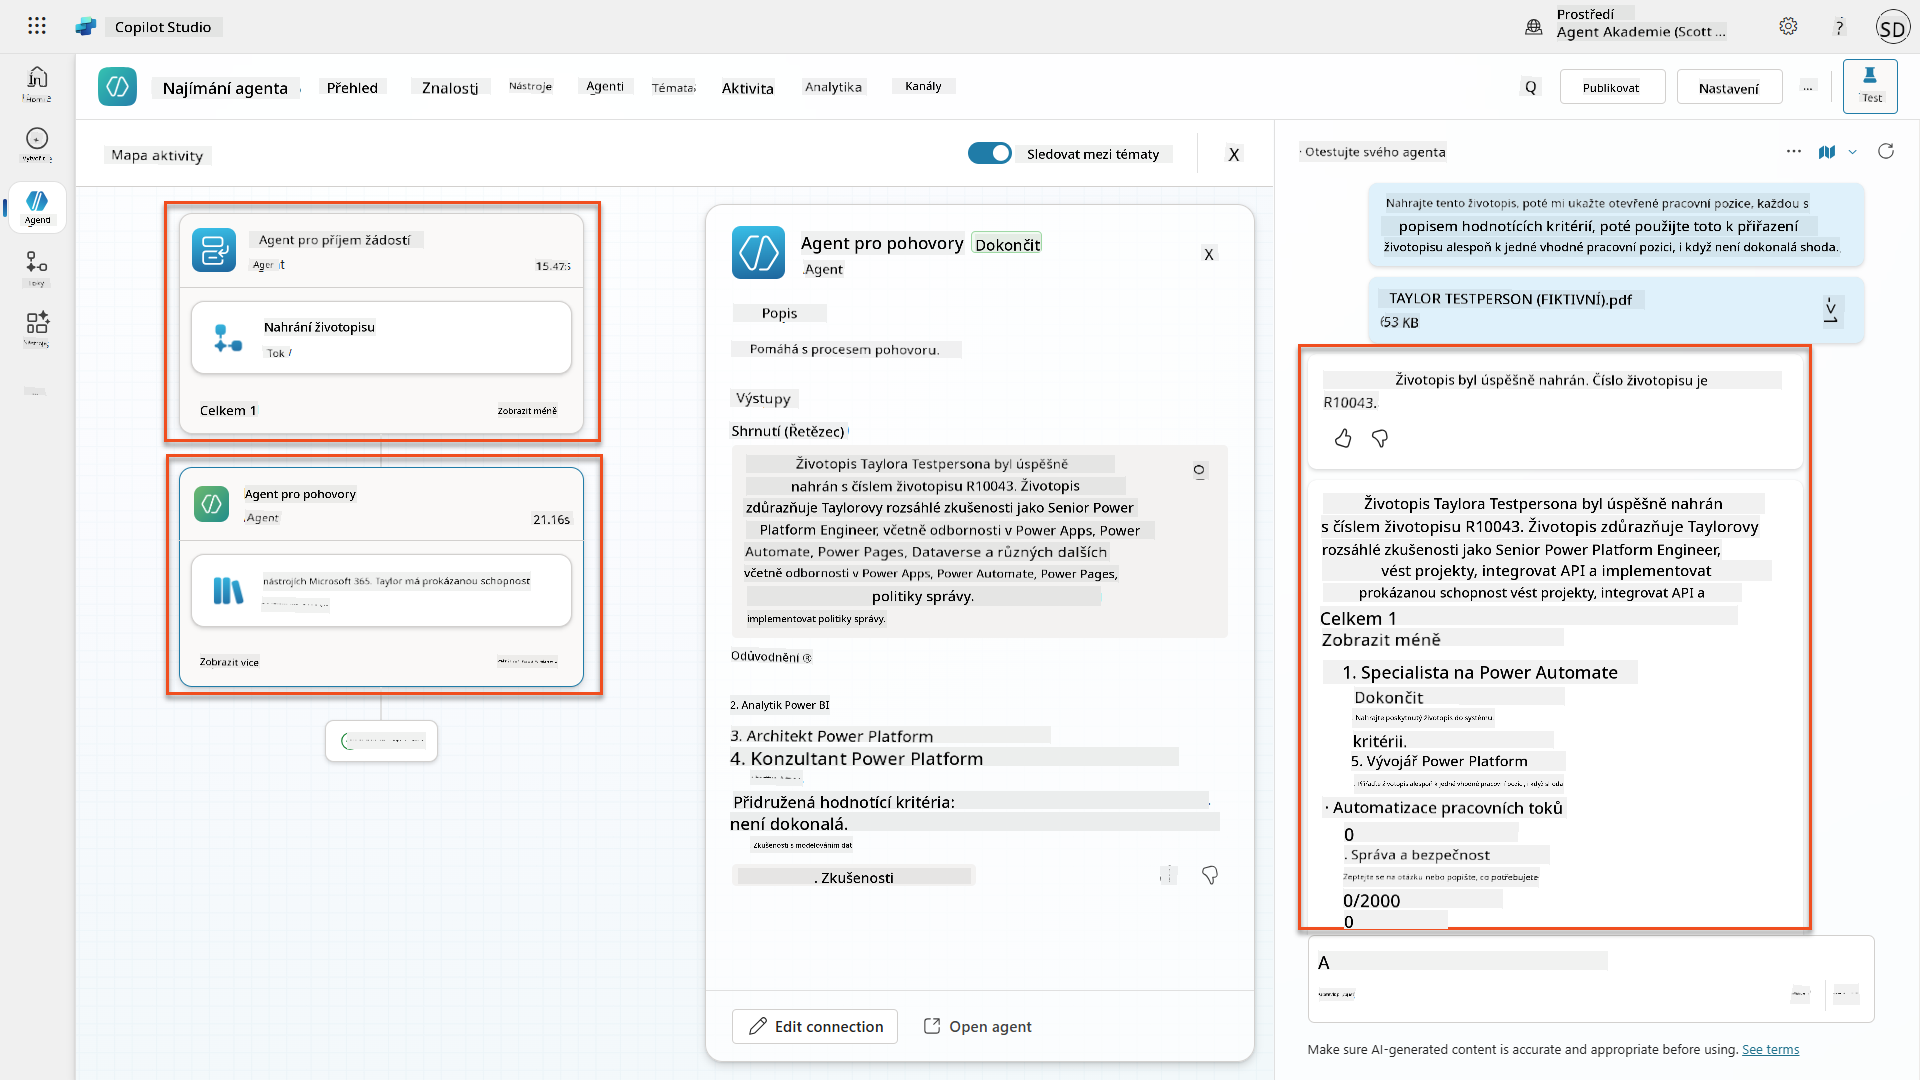 Copilot Studio
Prostředí
Agent Akademie (Scott ...
?
SD
Najímání agenta
Přehled
Znalosti
Nástroje
Agenti
Témata
Aktivita
Analytika
Kanály
Q
Publikovat
Nastavení
...
Test
Agenti
Mapa aktivity
Sledovat mezi tématy
X
Agent pro příjem žádostí
Nahrání životopisu
Tok
Celkem 1
Zobrazit méně
Agent pro pohovory
.Agent
21.16s
nástrojích Microsoft 365. Taylor má prokázanou schopnost
Zobrazit více
Agent pro pohovory
Dokončit
.Agent
X
Popis
Pomáhá s procesem pohovoru.
Výstupy
Shrnutí (Řetězec)
Životopis Taylora Testpersona byl úspěšně
nahrán s číslem životopisu R10043. Životopis
zdůrazňuje Taylorovy rozsáhlé zkušenosti jako Senior Power
Platform Engineer, včetně odbornosti v Power Apps, Power
Automate, Power Pages, Dataverse a různých dalších
včetně odbornosti v Power Apps, Power Automate, Power Pages,
politiky správy.
implementovat politiky správy.
Odůvodnění ®
2. Analytik Power BI
3. Architekt Power Platform
4. Konzultant Power Platform
Přidružená hodnotící kritéria:
není dokonalá.
Zkušenosti s modelováním dat
. Zkušenosti
Edit connection
Open agent
Otestujte svého agenta
Nahrajte tento životopis, poté mi ukažte otevřené pracovní pozice, každou s
popisem hodnotících kritérií, poté použijte toto k přiřazení
životopisu alespoň k jedné vhodné pracovní pozici, i když není dokonalá shoda.
TAYLOR TESTPERSON (FIKTIVNÍ).pdf
(53 KB
Životopis byl úspěšně nahrán. Číslo životopisu je
R10043.
Životopis Taylora Testpersona byl úspěšně nahrán
s číslem životopisu R10043. Životopis zdůrazňuje Taylorovy
rozsáhlé zkušenosti jako Senior Power Platform Engineer,
vést projekty, integrovat API a implementovat
prokázanou schopnost vést projekty, integrovat API a
Celkem 1
Zobrazit méně
1. Specialista na Power Automate
Dokončit
Nahrajte poskytnutý životopis do systému.
kritérii.
5. Vývojář Power Platform
· Automatizace pracovních toků
0
. Správa a bezpečnost
Zeptejte se na otázku nebo popište, co potřebujete
0/2000
0
A
Make sure AI-generated content is accurate and appropriate before using. See terms